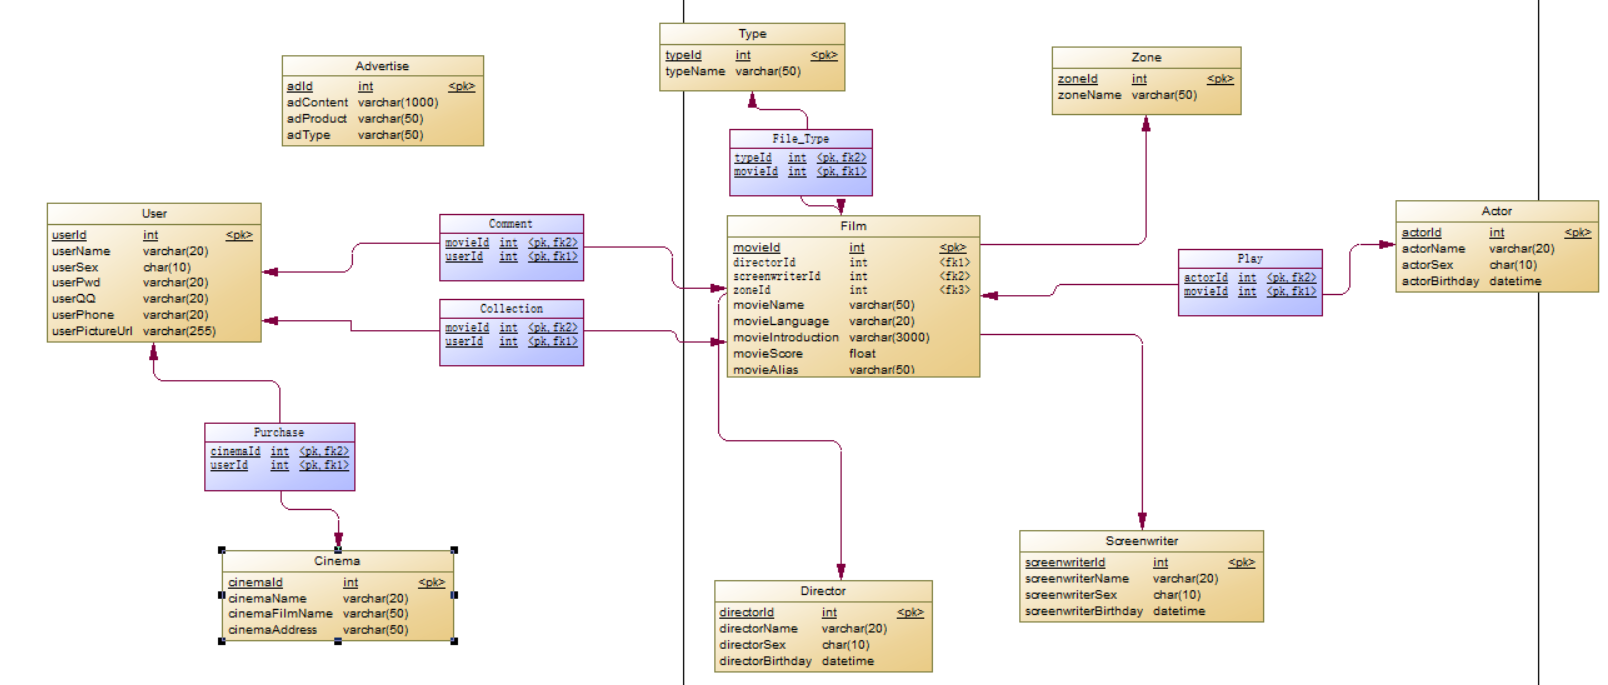 Type
typeId int <pk>
typeName varchar(50)
Zone
zoneId int <pk>
zoneName varchar(50)
Advertise
adId int <pk>
adContent varchar(1000)
adProduct varchar(50)
adType varchar(50)
File_Type
typeId int <pk,fk2>
movieId int <pk,fk1>
User
userId int <pk>
userName varchar(20)
userSex char(10)
userPwd varchar(20)
userQQ varchar(20)
userPhone varchar(20)
userPictureUrl varchar(255)
Comment
movieId int <pk,fk2>
userId int <pk,fk1>
Collection
movieId int <pk,fk2>
userId int <pk,fk1>
Film
movieId int <pk>
directorId int <fk1>
screenwriterId int <fk2>
zoneId int <fk3>
movieName varchar(50)
movieLanguage varchar(20)
movieIntroduction varchar(3000)
movieScore float
movieAlias varchar(50)
Play
actorId int <pk,fk2>
movieId int <pk,fk1>
Actor
actorId int <pk>
actorName varchar(20)
actorSex char(10)
actorBirthday datetime
Purchase
cinemaId int <pk,fk2>
userId int <pk,fk1>
Cinema
cinemaId int <pk>
cinemaName varchar(20)
cinemaFilmName varchar(50)
cinemaAddress varchar(50)
Director
directorId int <pk>
directorName varchar(20)
directorSex char(10)
directorBirthday datetime
Screenwriter
screenwriterId int <pk>
screenwriterName varchar(20)
screenwriterSex char(10)
screenwriterBirthday datetime